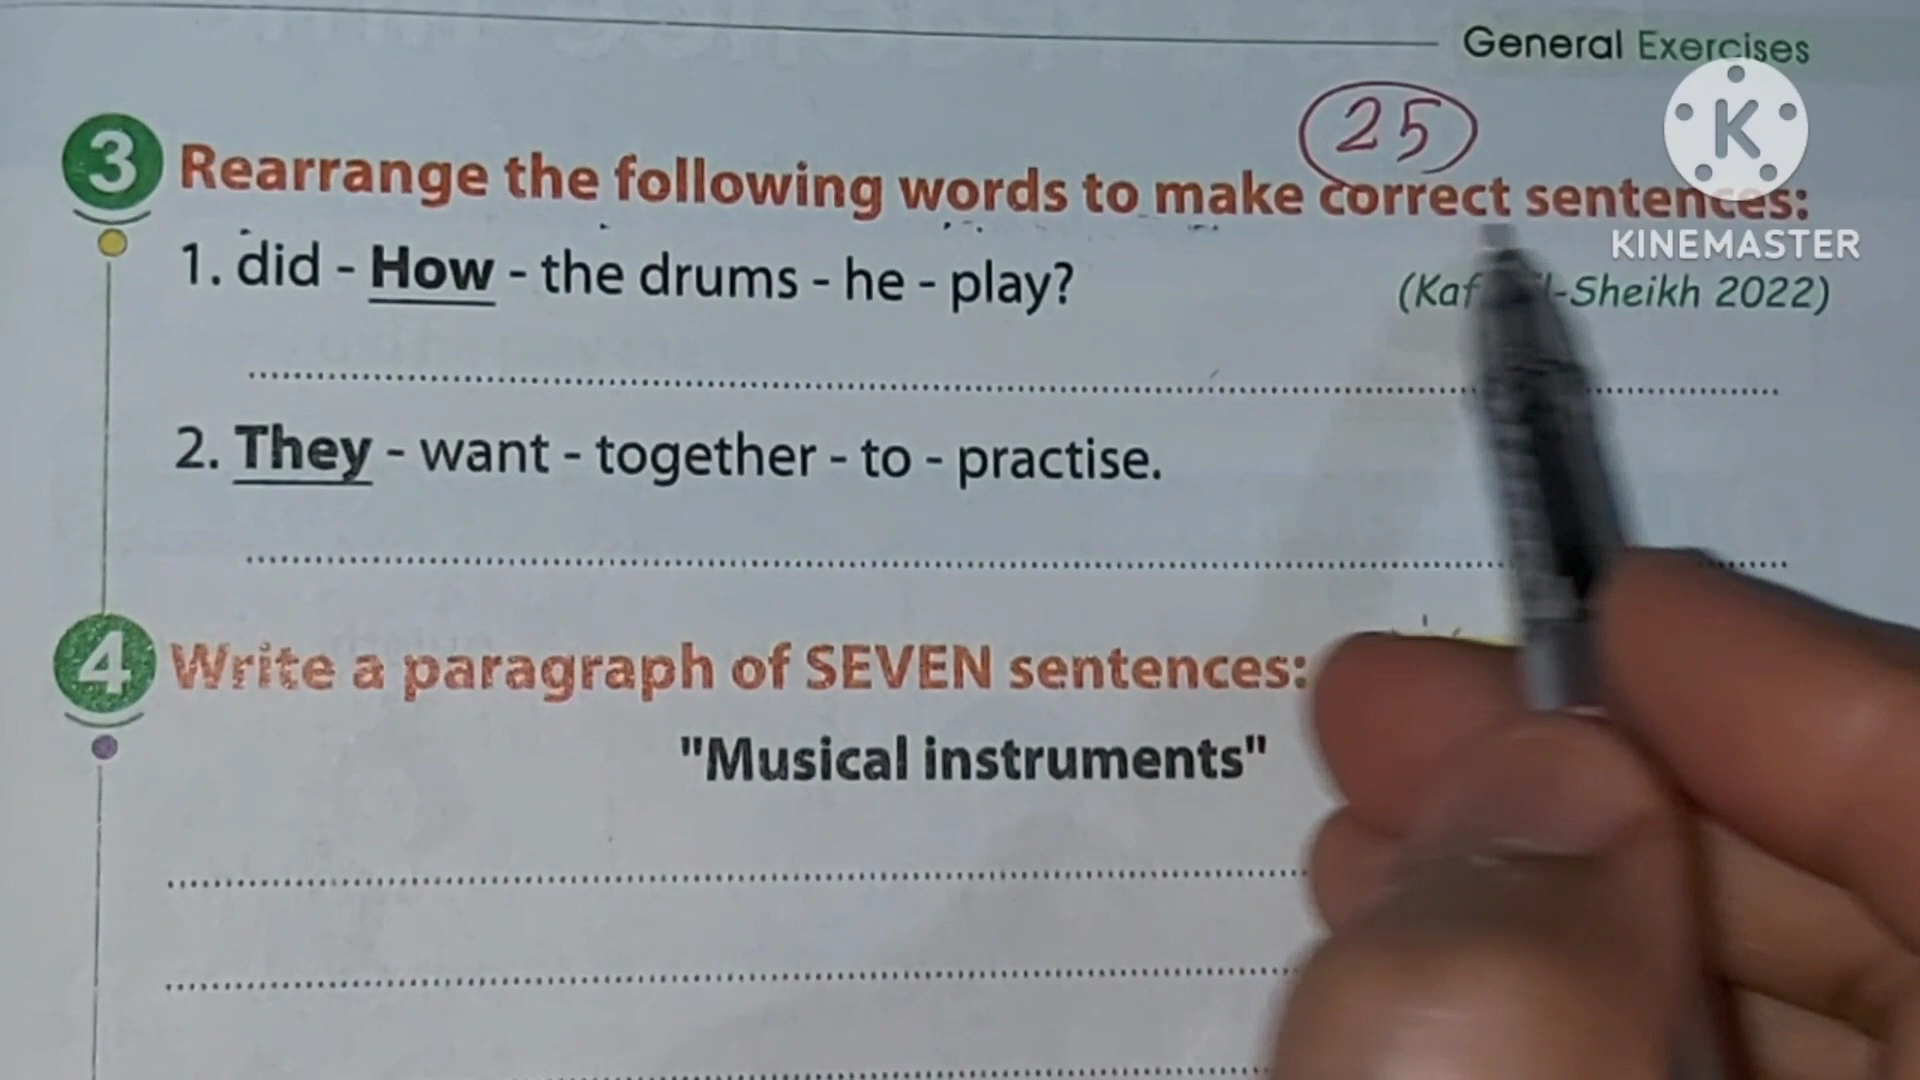 General Exercises
25
K
KINEMASTER
3 Rearrange the following words to make correct sentences:
1. did - How - the drums - he - play?
(Kaf -Sheikh 2022)
2. They - want - together - to - practise.
4 Write a paragraph of SEVEN sentences:
"Musical instruments"